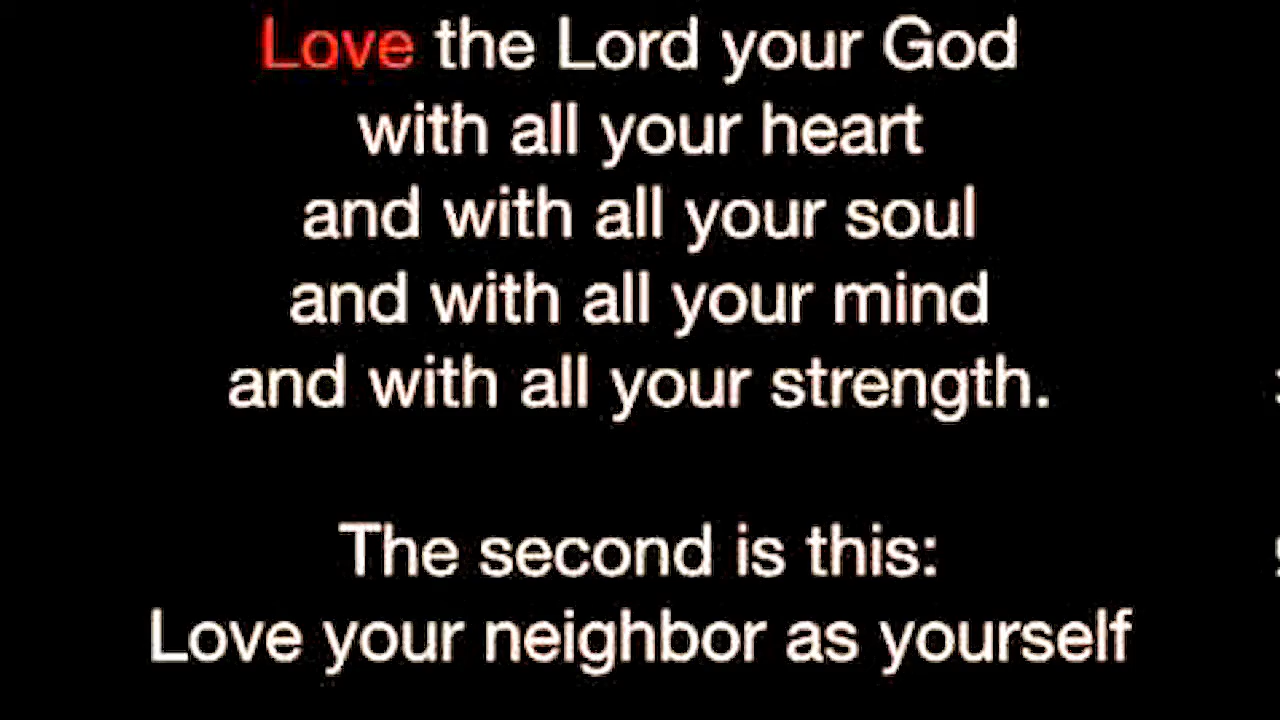 Love the Lord your God
with all your heart
and with all your soul
and with all your mind
and with all your strength.
The second is this:
Love your neighbor as yourself